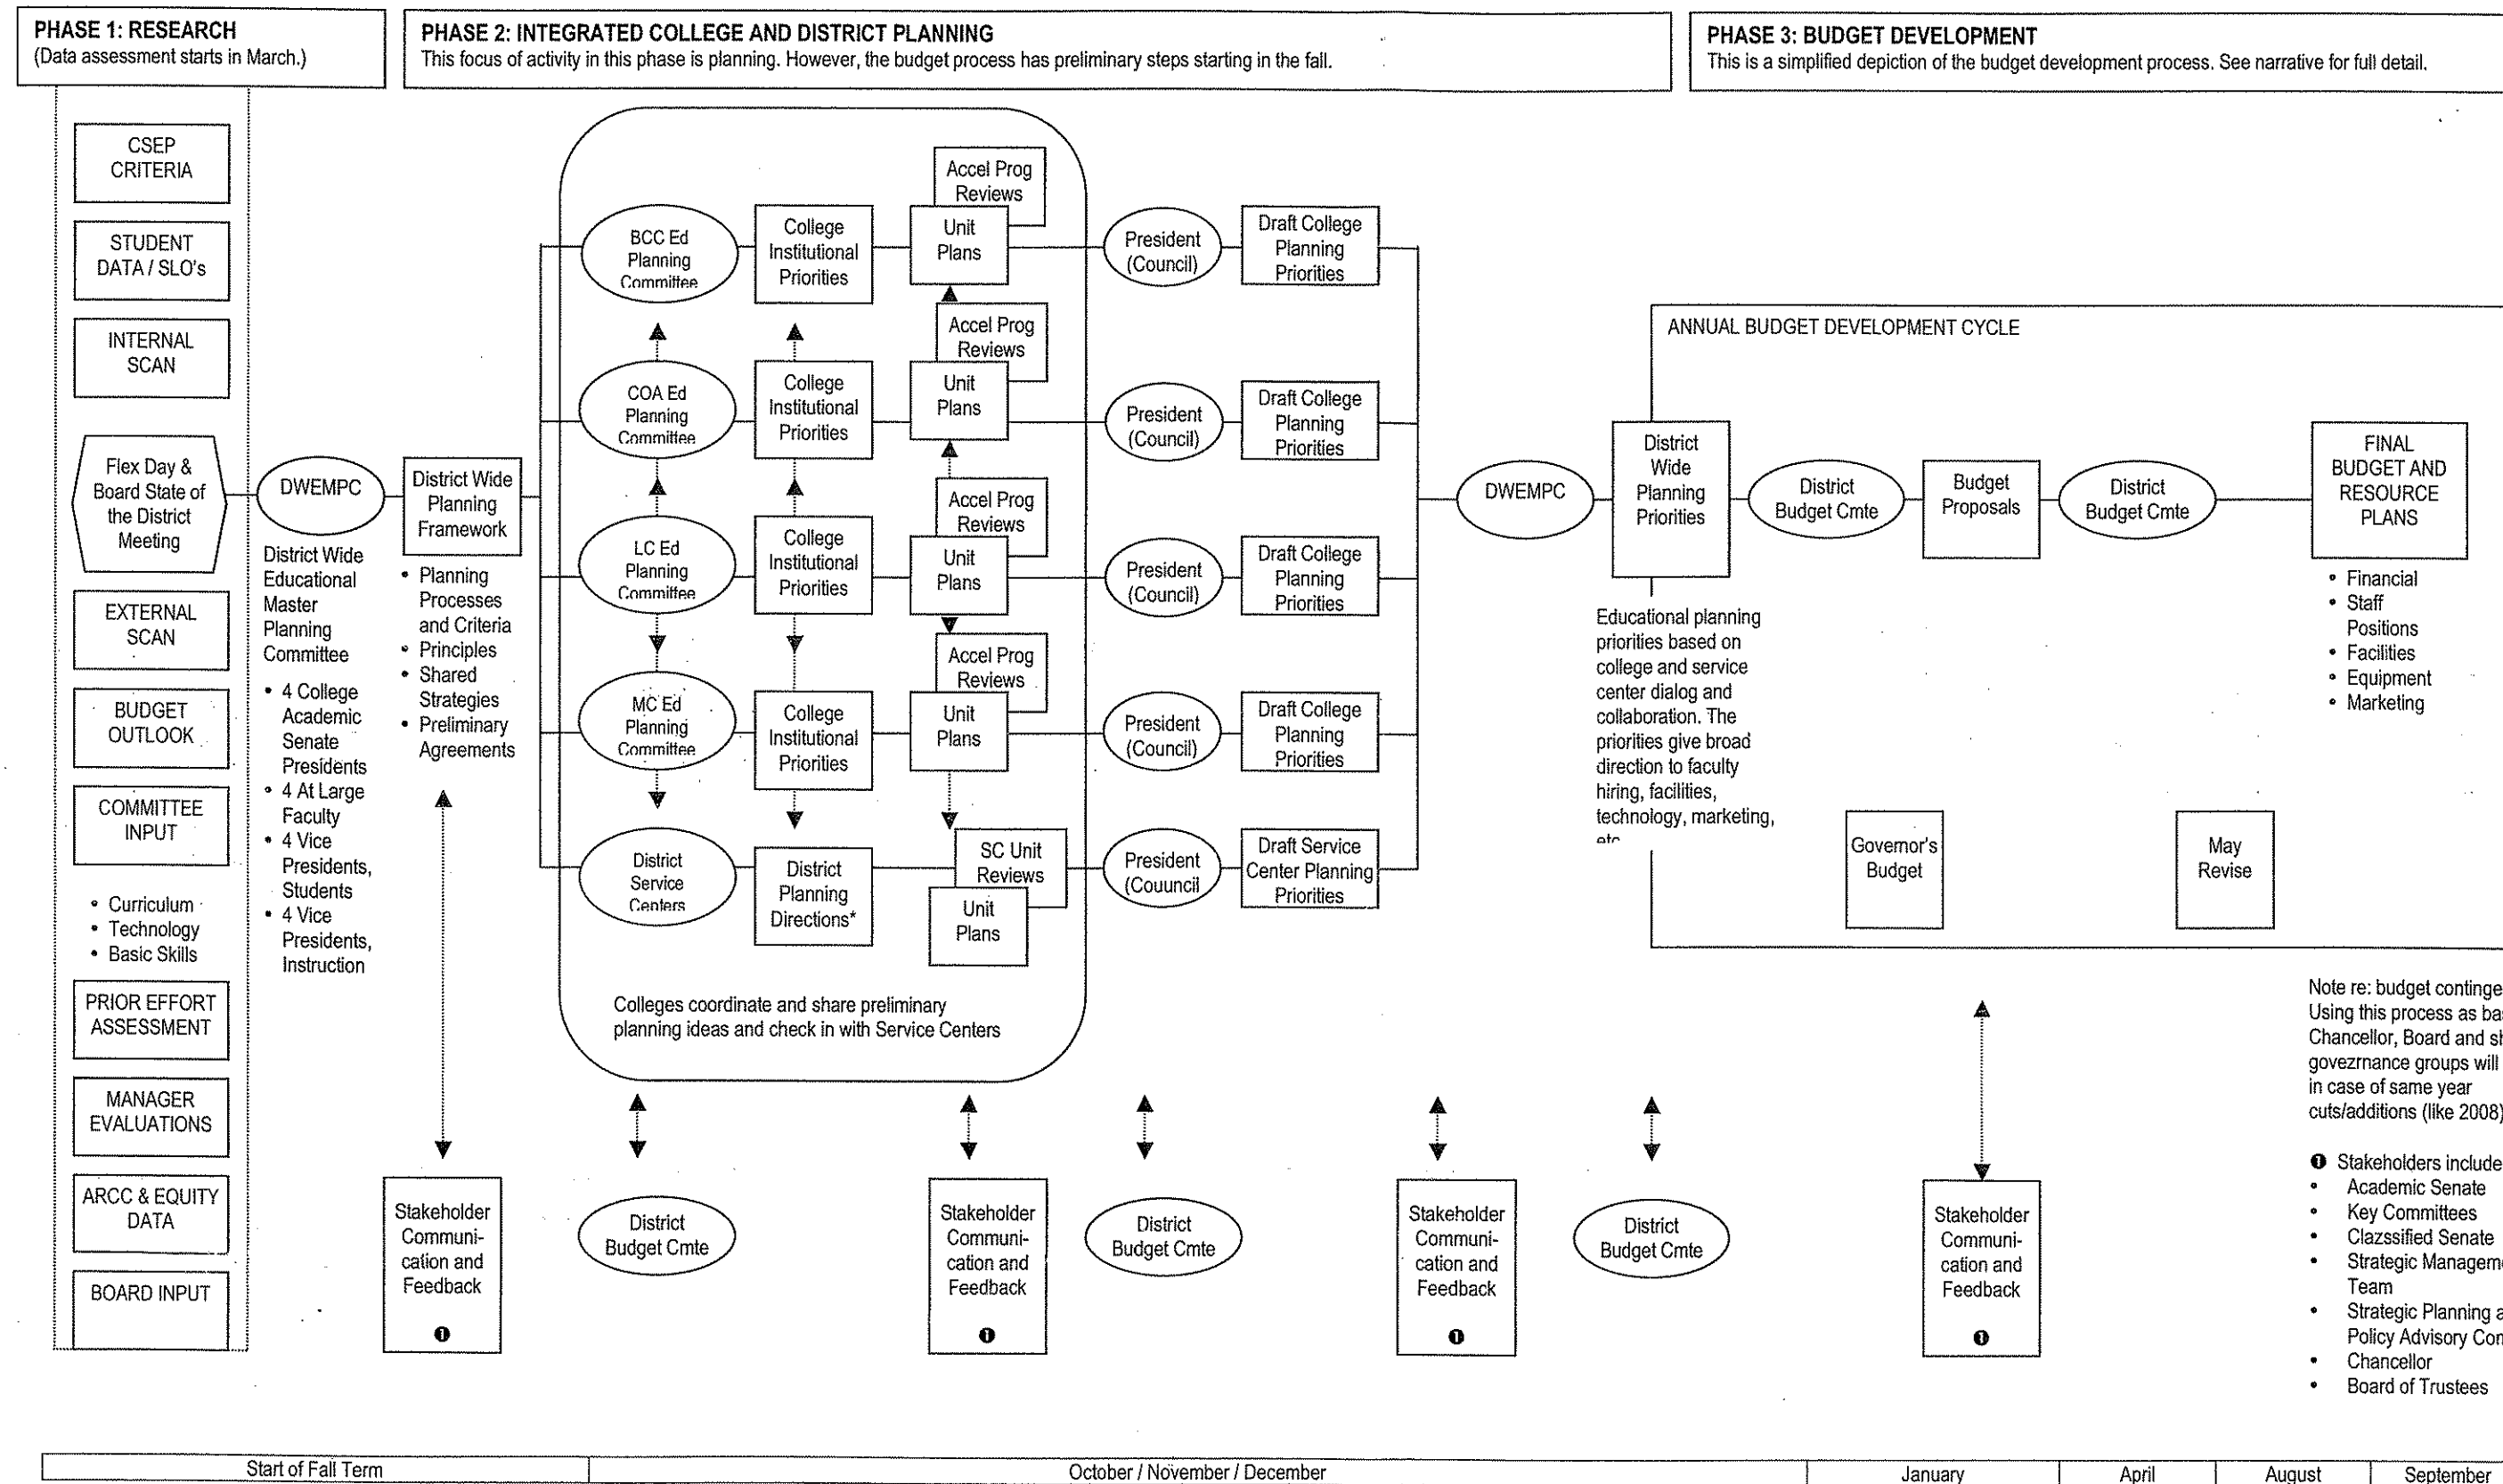 PHASE 1: RESEARCH
(Data assessment starts in March.)
PHASE 2: INTEGRATED COLLEGE AND DISTRICT PLANNING
This focus of activity in this phase is planning. However, the budget process has preliminary steps starting in the fall.
PHASE 3: BUDGET DEVELOPMENT
This is a simplified depiction of the budget development process. See narrative for full detail.
CSEP
CRITERIA
STUDENT
DATA / SLO's
INTERNAL
SCAN
Flex Day &
Board State of
the District
Meeting
EXTERNAL
SCAN
BUDGET
OUTLOOK
COMMITTEE
INPUT
• Curriculum
• Technology
• Basic Skills
PRIOR EFFORT
ASSESSMENT
MANAGER
EVALUATIONS
ARCC & EQUITY
DATA
BOARD INPUT
DWEMPC
District Wide
Educational
Master
Planning
Committee
• 4 College
Academic
Senate
Presidents
• 4 At Large
Faculty
• 4 Vice
Presidents,
Students
• 4 Vice
Presidents,
Instruction
District Wide
Planning
Framework
• Planning
Processes
and Criteria
• Principles
• Shared
Strategies
• Preliminary
Agreements
BCC Ed
Planning
Committee
College
Institutional
Priorities
Accel Prog
Reviews
Unit
Plans
President
(Council)
Draft College
Planning
Priorities
COA Ed
Planning
Committee
College
Institutional
Priorities
Accel Prog
Reviews
Unit
Plans
President
(Council)
Draft College
Planning
Priorities
LC Ed
Planning
Committee
College
Institutional
Priorities
Accel Prog
Reviews
Unit
Plans
President
(Council)
Draft College
Planning
Priorities
MC Ed
Planning
Committee
College
Institutional
Priorities
Accel Prog
Reviews
Unit
Plans
President
(Council)
Draft College
Planning
Priorities
District
Service
Centers
District
Planning
Directions*
SC Unit
Reviews
Unit
Plans
President
(Couuncil
Draft Service
Center Planning
Priorities
Colleges coordinate and share preliminary
planning ideas and check in with Service Centers
DWEMPC
ANNUAL BUDGET DEVELOPMENT CYCLE
District
Wide
Planning
Priorities
Educational planning
priorities based on
college and service
center dialog and
collaboration. The
priorities give broad
direction to faculty
hiring, facilities,
technology, marketing,
etc
District
Budget Cmte
Budget
Proposals
District
Budget Cmte
FINAL
BUDGET AND
RESOURCE
PLANS
• Financial
• Staff
Positions
• Facilities
• Equipment
• Marketing
Governor's
Budget
May
Revise
Stakeholder
Communi-
cation and
Feedback
❶
District
Budget Cmte
Stakeholder
Communi-
cation and
Feedback
❶
District
Budget Cmte
Stakeholder
Communi-
cation and
Feedback
❶
District
Budget Cmte
Stakeholder
Communi-
cation and
Feedback
❶
Note re: budget continge
Using this process as bas
Chancellor, Board and sh
govezrnance groups will
in case of same year
cuts/additions (like 2008)
❶ Stakeholders include
• Academic Senate
• Key Committees
• Clazssified Senate
• Strategic Manageme
Team
• Strategic Planning a
Policy Advisory Con
• Chancellor
• Board of Trustees
Start of Fall Term
October / November / December
January
April
August
September